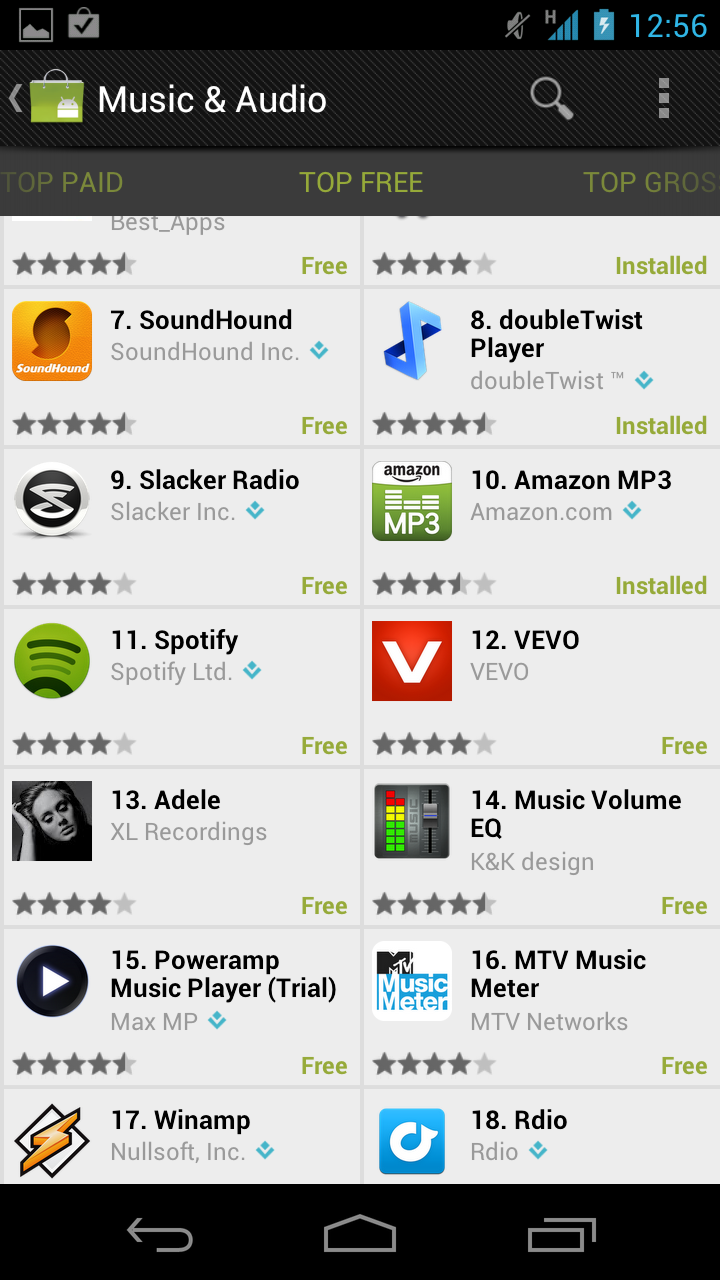 H
12:56
Music & Audio
TOP PAID
TOP FREE
TOP GROS
Best_Apps
Free
Installed
7. SoundHound
SoundHound Inc.
SoundHound
Free
8. doubleTwist
Player
doubleTwist ™
Installed
9. Slacker Radio
Slacker Inc.
Free
amazon
MP3
10. Amazon MP3
Amazon.com
Installed
11. Spotify
Spotify Ltd.
Free
12. VEVO
VEVO
Free
13. Adele
XL Recordings
Free
MUSIC
14. Music Volume
EQ
K&K design
Free
15. Poweramp
Music Player (Trial)
Max MP
Free
MTV
Music
Meter
16. MTV Music
Meter
MTV Networks
Free
17. Winamp
Nullsoft, Inc.
18. Rdio
Rdio